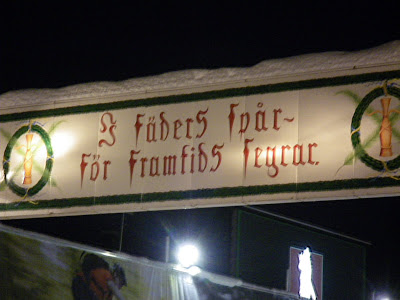 I fäders spår-
för framtids segrar.